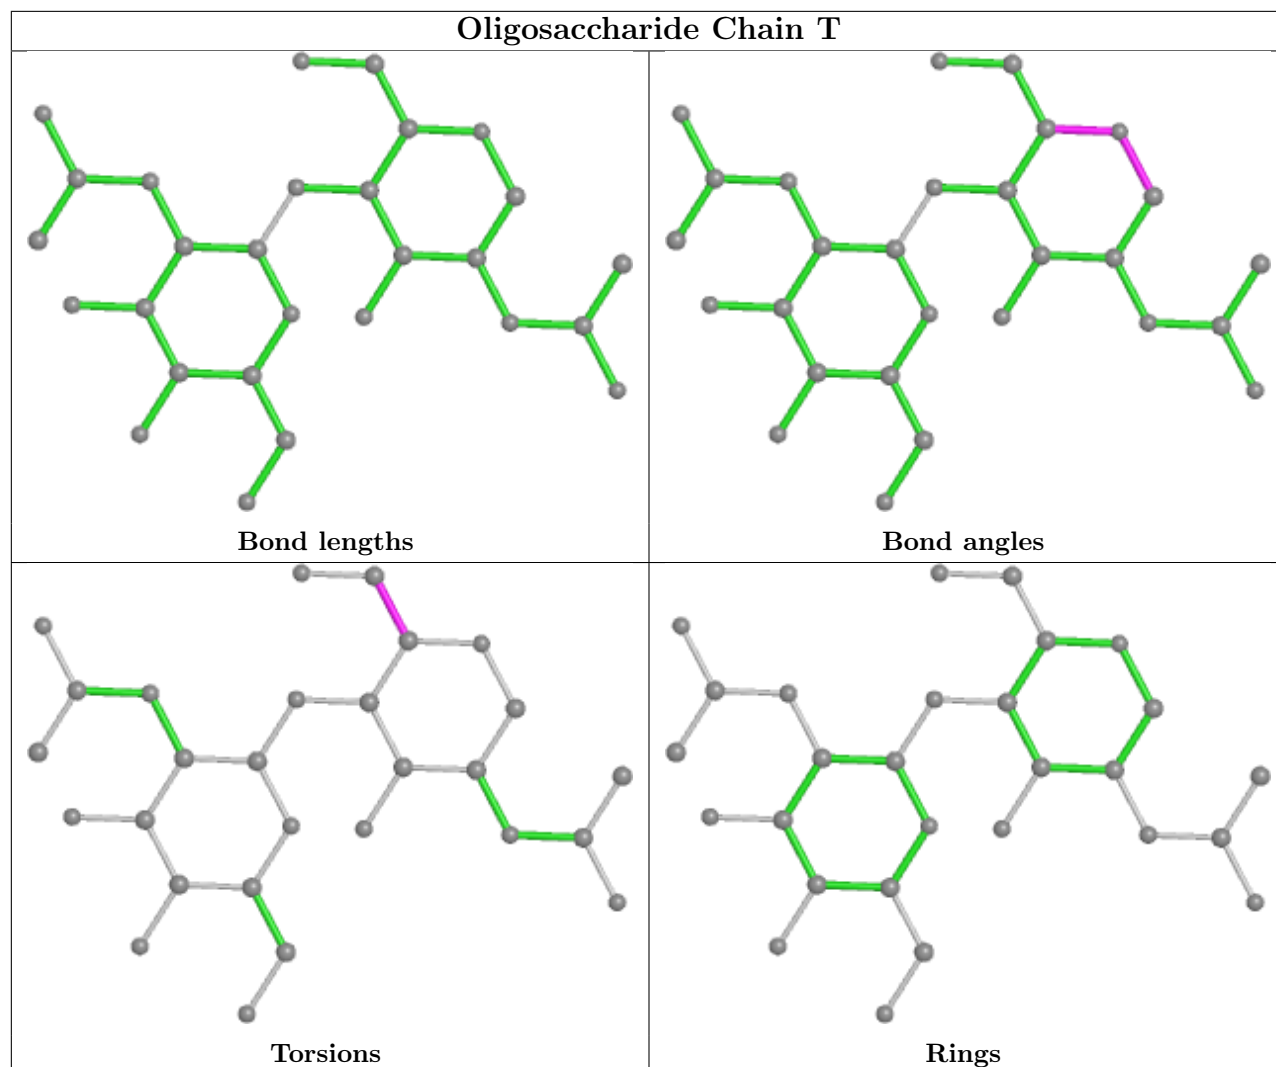 Oligosaccharide Chain T
Bond lengths
Bond angles
Torsions
Rings